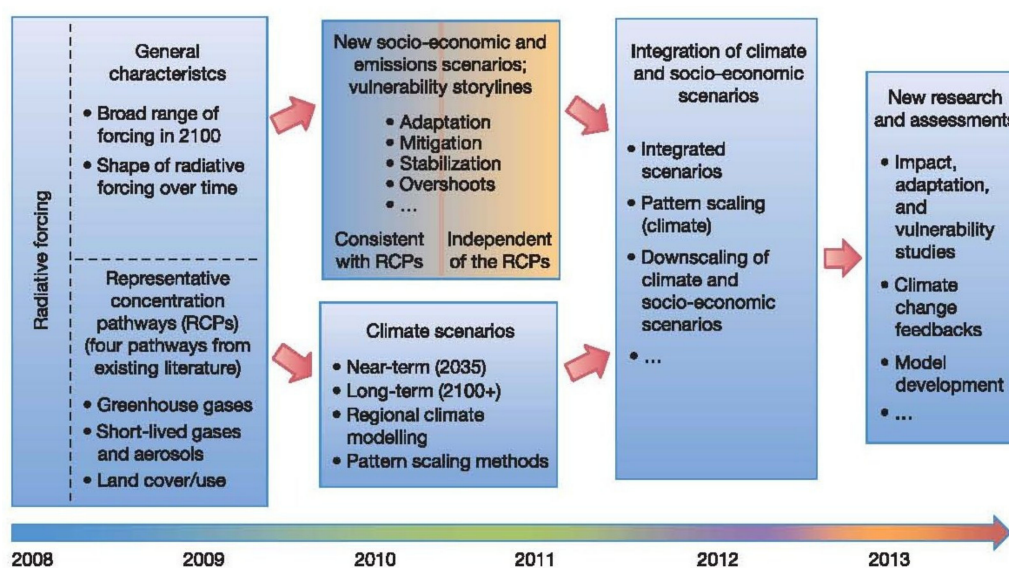 Radiative forcing
General
characteristcs
• Broad range of
forcing in 2100
• Shape of radiative
forcing over time
Representative
concentration
pathways (RCPs)
(four pathways from
existing literature)
• Greenhouse gases
• Short-lived gases
and aerosols
• Land cover/use
New socio-economic and
emissions scenarios;
vulnerability storylines
• Adaptation
• Mitigation
• Stabilization
• Overshoots
• ...
Consistent
with RCPs
Independent
of the RCPs
Climate scenarios
• Near-term (2035)
• Long-term (2100+)
• Regional climate
modelling
• Pattern scaling methods
Integration of climate
and socio-economic
scenarios
• Integrated
scenarios
• Pattern scaling
(climate)
• Downscaling of
climate and
socio-economic
scenarios
• ...
New research
and assessments
• Impact,
adaptation,
and
vulnerability
studies
• Climate
change
feedbacks
• Model
development
• ...
2008 2009 2010 2011 2012 2013